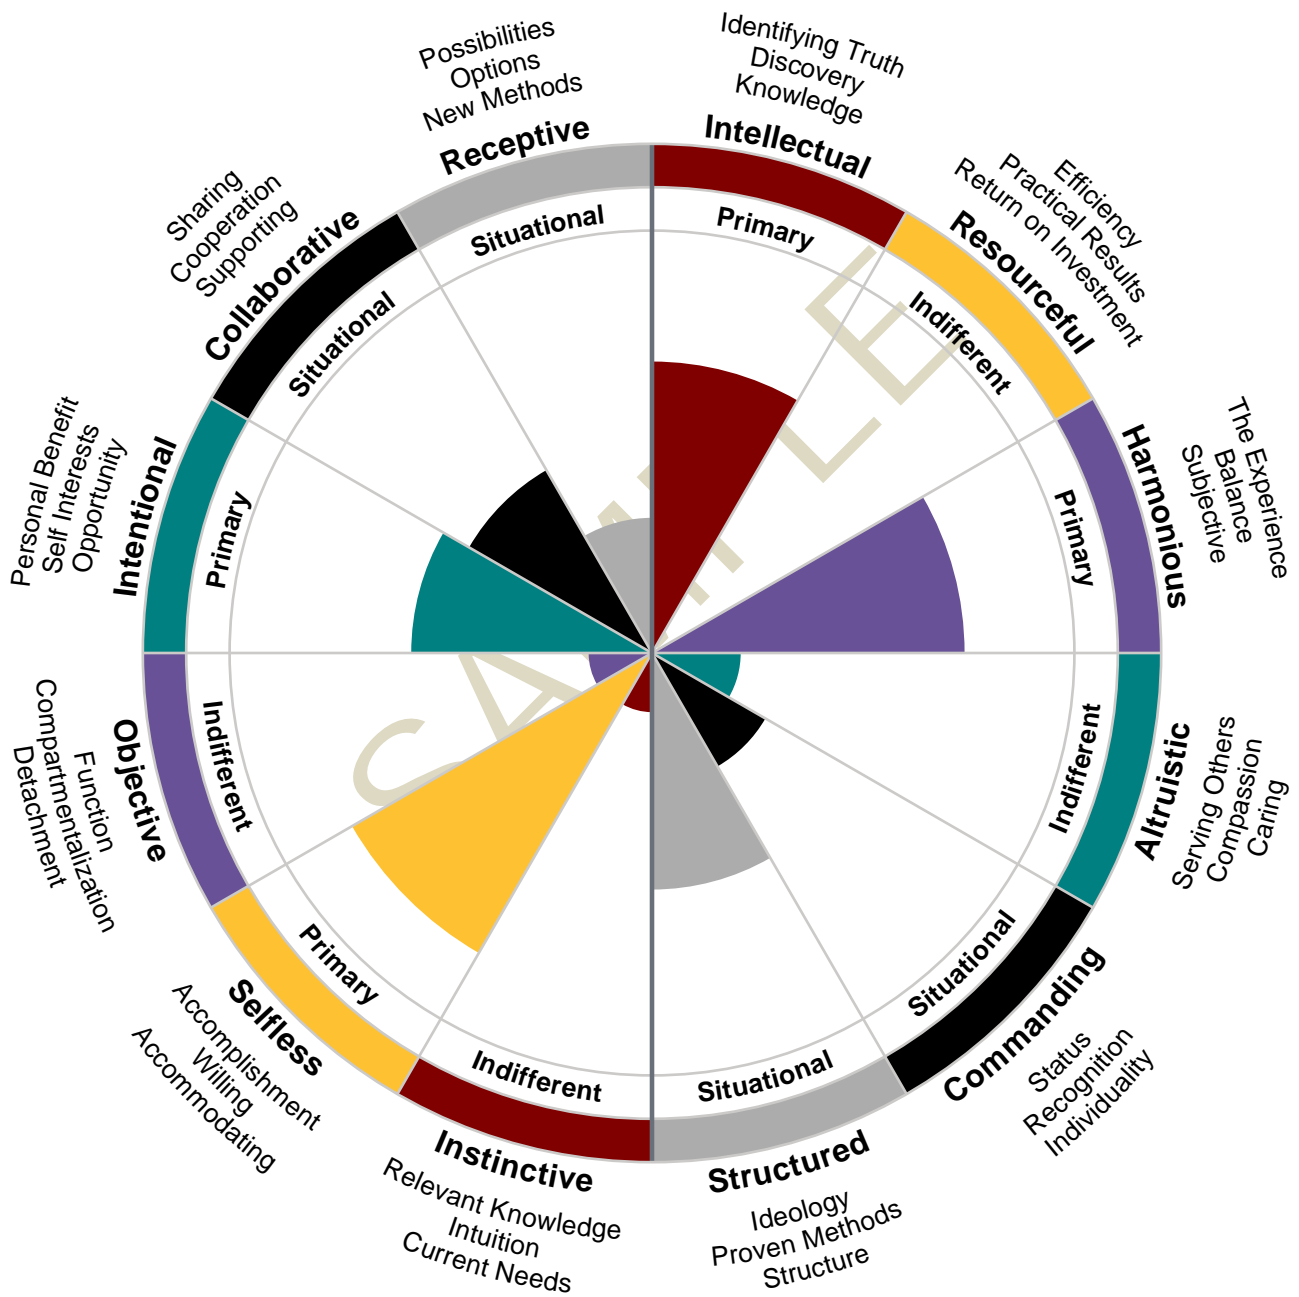 Identifying Truth
Discovery
Knowledge
Intellectual
Primary
Efficiency
Practical Results
Return on Investment
Resourceful
Indifferent
The Experience
Balance
Subjective
Harmonious
Primary
Altruistic
Indifferent
Serving Others
Compassion
Caring
Commanding
Situational
Status
Recognition
Individuality
Situational
Structured
Ideology
Proven Methods
Structure
Indifferent
Instinctive
Relevant Knowledge
Intuition
Current Needs
Primary
Selfless
Accomplishment
Willing
Accommodating
Indifferent
Objective
Function
Compartmentalization
Detachment
Personal Benefit
Self Interests
Opportunity
Intentional
Primary
Sharing
Cooperation
Supporting
Collaborative
Situational
Possibilities
Options
New Methods
Receptive
Situational
SAMPLE